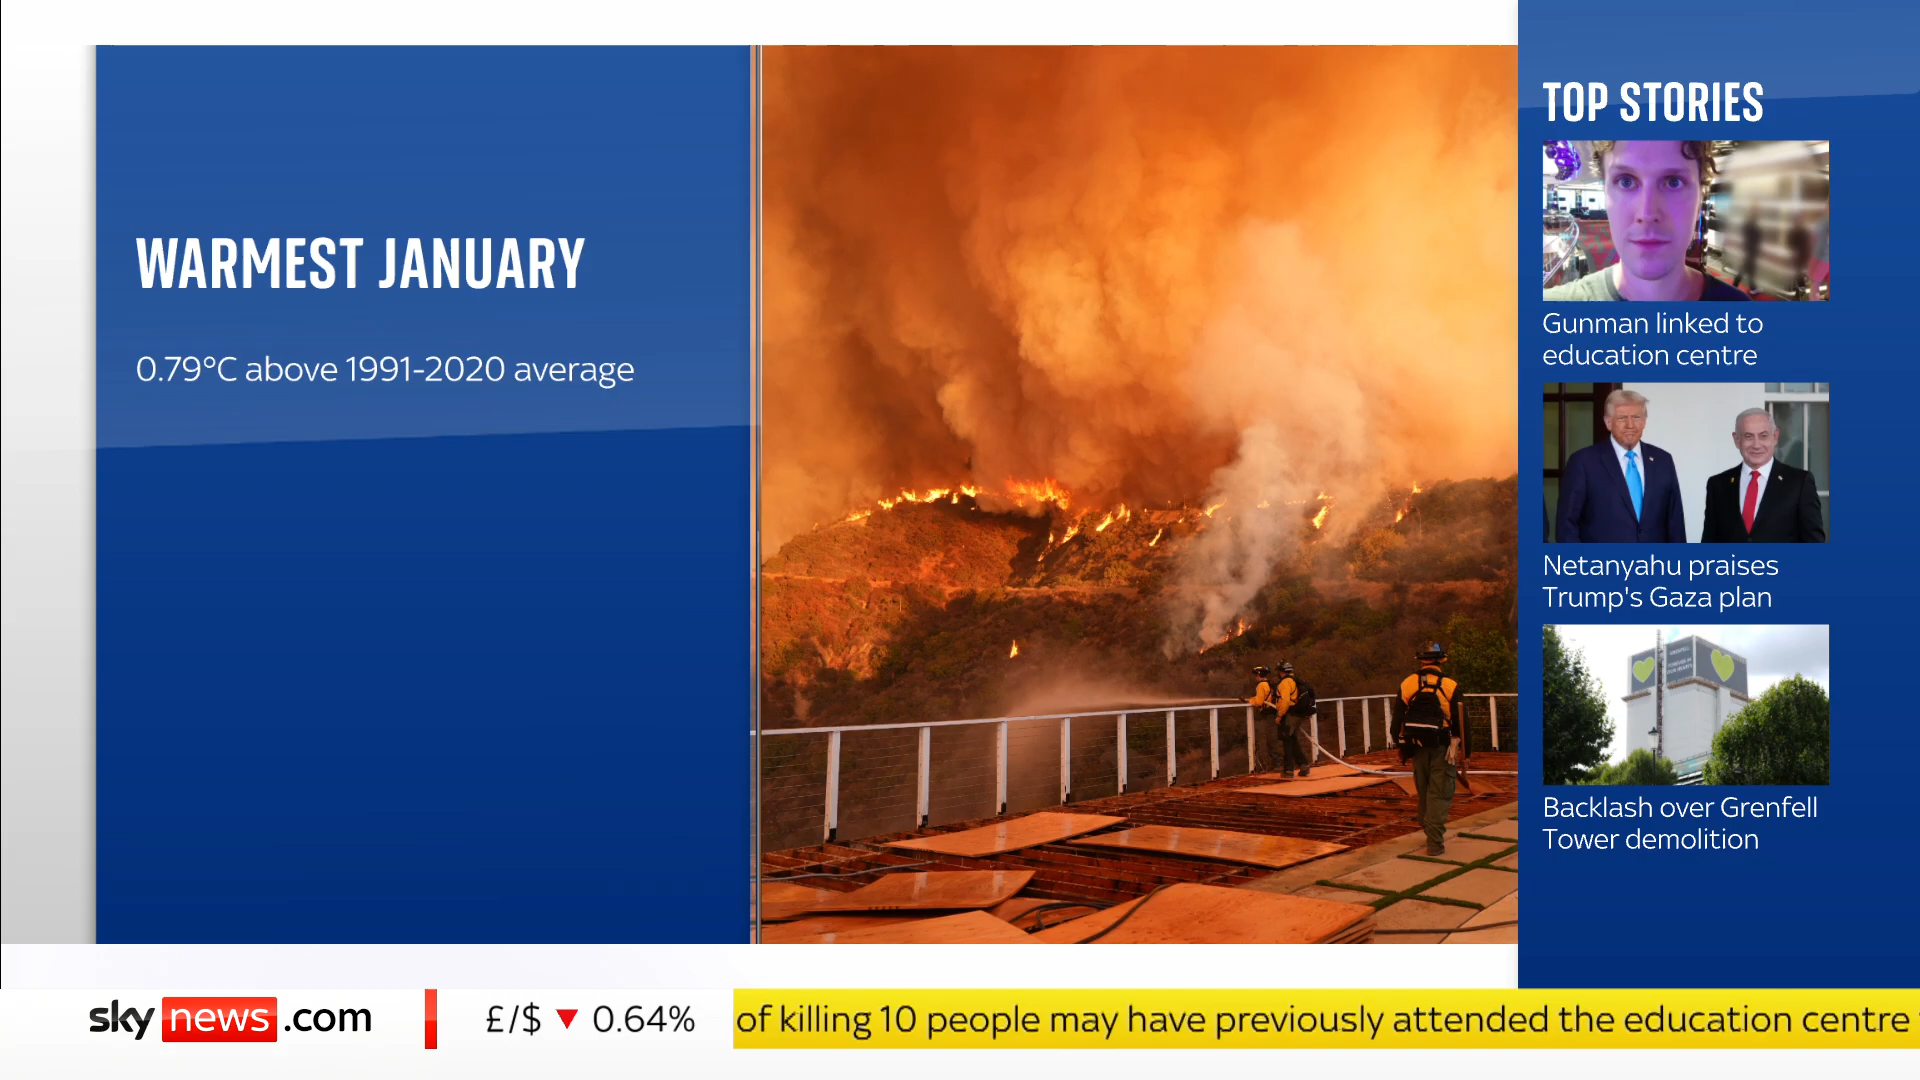 WARMEST JANUARY
0.79°C above 1991-2020 average
TOP STORIES
Gunman linked to
education centre
Netanyahu praises
Trump's Gaza plan
GRENFELL
Backlash over Grenfell
Tower demolition
sky news .com
£/$ ▼ 0.64%
of killing 10 people may have previously attended the education centre